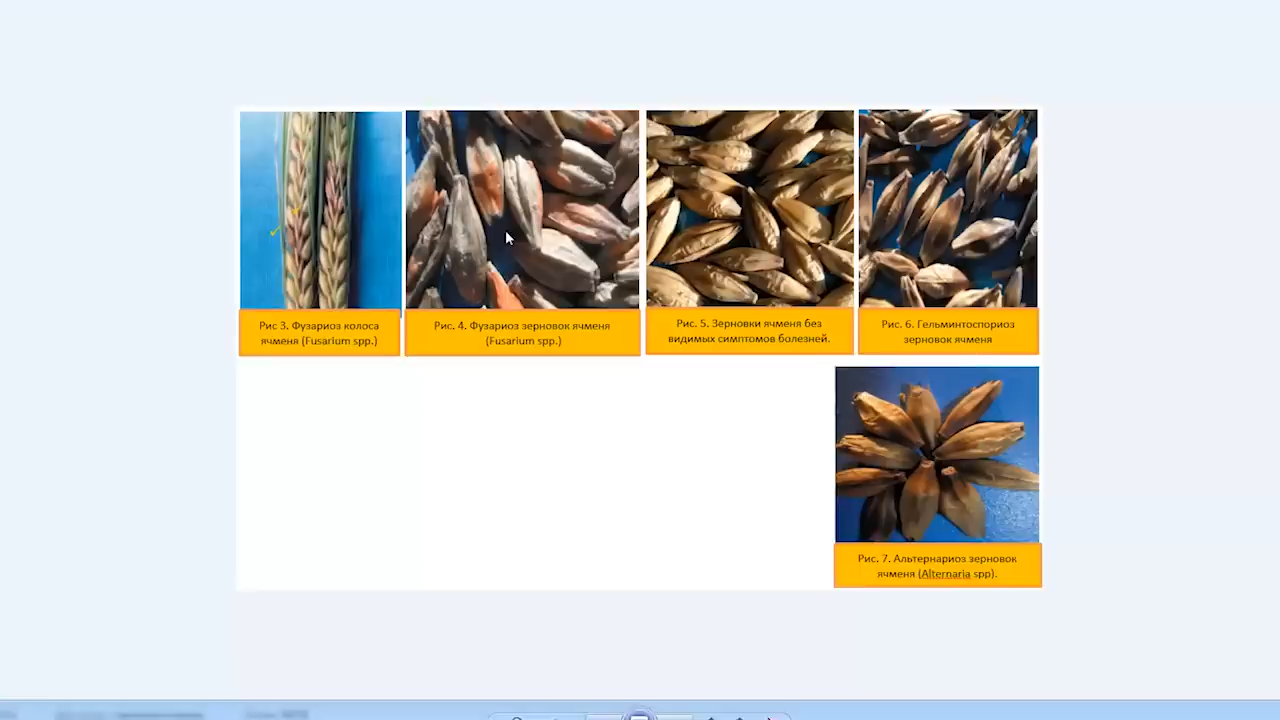 Рис 3. Фузариоз колоса
ячменя (Fusarium spp.)
Рис. 4. Фузариоз зерновок ячменя
(Fusarium spp.)
Рис. 5. Зерновки ячменя без
видимых симптомов болезней.
Рис. 6. Гельминтоспориоз
зерновок ячменя
Рис. 7. Альтернариоз зерновок
ячменя (Alternaria spp).